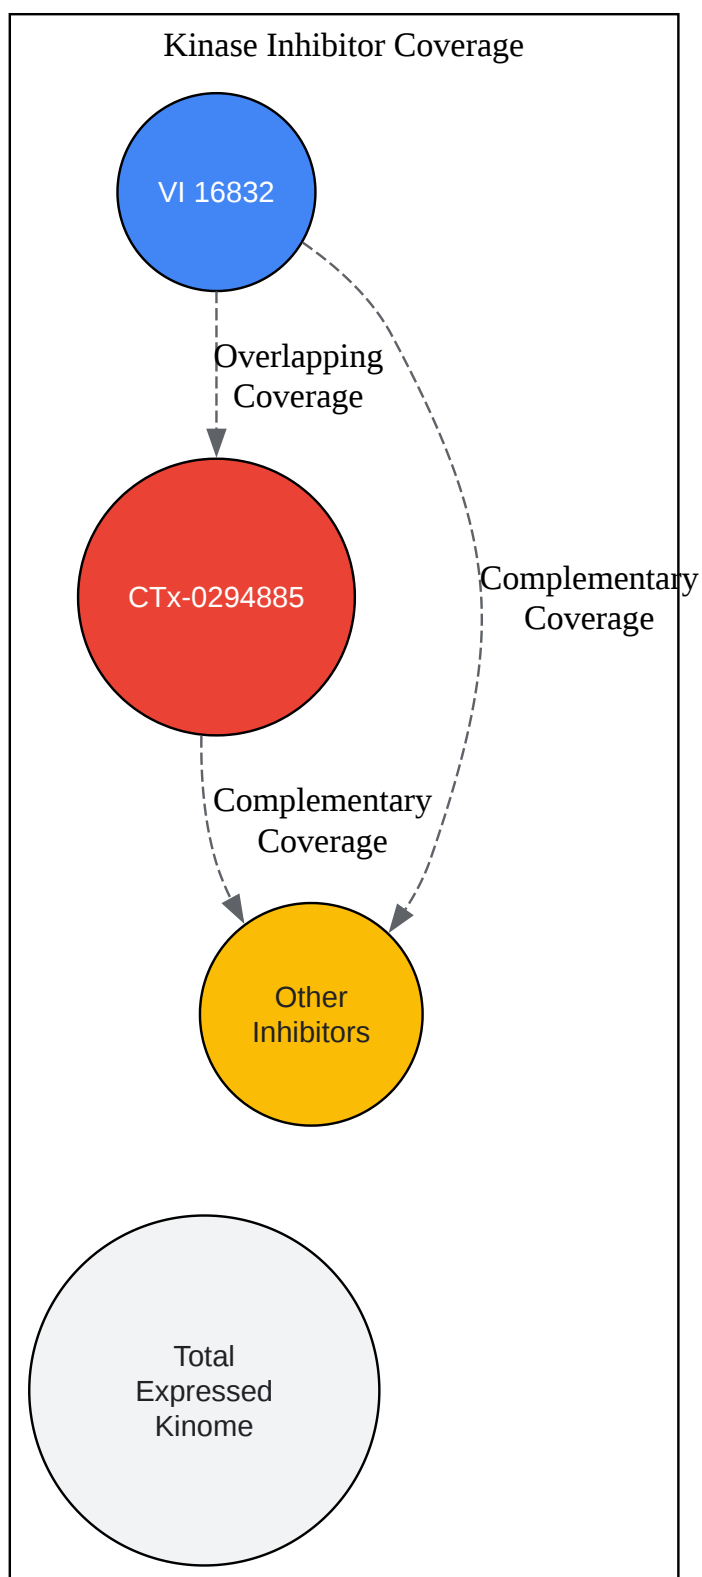 Kinase Inhibitor Coverage
VI 16832
Overlapping
Coverage
CTx-0294885
Complementary
Coverage
Complementary
Coverage
Other
Inhibitors
Total
Expressed
Kinome